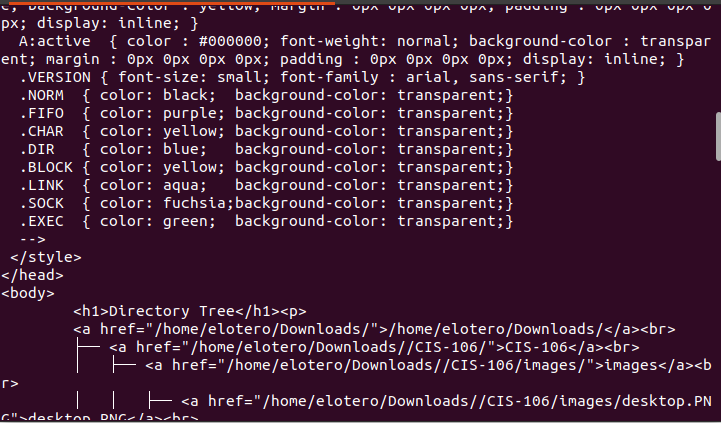 e; background-color : yellow; margin : 0px 0px 0px 0px; padding : 0px 0px 0px 0
px; display: inline; }
  A:active  { color : #000000; font-weight: normal; background-color : transpar
ent; margin : 0px 0px 0px 0px; padding : 0px 0px 0px 0px; display: inline; }
  .VERSION { font-size: small; font-family : arial, sans-serif; }
  .NORM  { color: black;  background-color: transparent;}
  .FIFO  { color: purple; background-color: transparent;}
  .CHAR  { color: yellow; background-color: transparent;}
  .DIR   { color: blue;   background-color: transparent;}
  .BLOCK { color: yellow; background-color: transparent;}
  .LINK  { color: aqua;   background-color: transparent;}
  .SOCK  { color: fuchsia;background-color: transparent;}
  .EXEC  { color: green;  background-color: transparent;}
  -->
 </style>
</head>
<body>
        <h1>Directory Tree</h1><p>
        <a href="/home/elotero/Downloads/">/home/elotero/Downloads/</a><br>
        ├── <a href="/home/elotero/Downloads//CIS-106/">CIS-106</a><br>
        │   ├── <a href="/home/elotero/Downloads//CIS-106/images/">images</a><b
r>
        │   │   ├── <a href="/home/elotero/Downloads//CIS-106/images/desktop.PN
G">desktop.PNG</a><br>